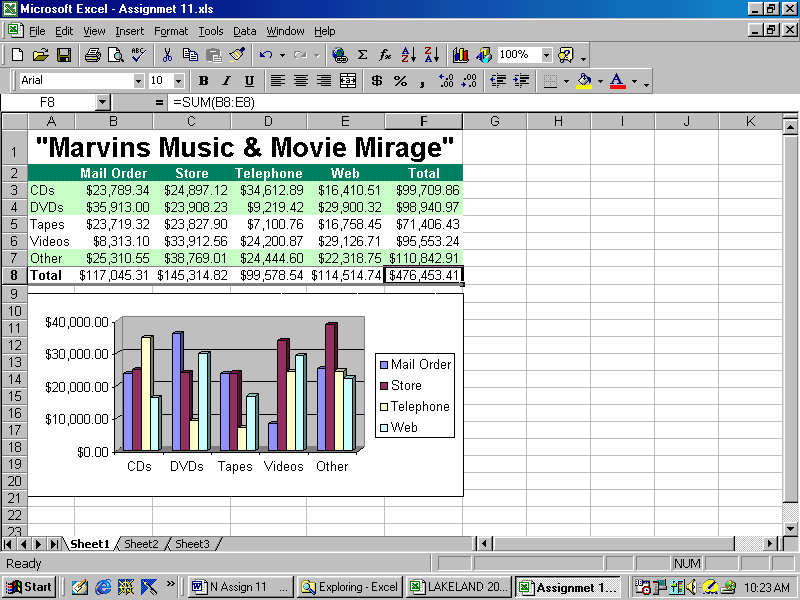 Microsoft Excel - Assignmet 11.xls
File Edit View Insert Format Tools Data Window Help
100%
Arial 10 B I U $ % ,
F8 = =SUM(B8:E8)
A B C D E F G H I J K
1 "Marvins Music & Movie Mirage"
2 Mail Order Store Telephone Web Total
3 CDs $23,789.34 $24,897.12 $34,612.89 $16,410.51 $99,709.86
4 DVDs $35,913.00 $23,908.23 $9,219.42 $29,900.32 $98,940.97
5 Tapes $23,719.32 $23,827.90 $7,100.76 $16,758.45 $71,406.43
6 Videos $8,313.10 $33,912.56 $24,200.87 $29,126.71 $95,553.24
7 Other $25,310.55 $38,769.01 $24,444.60 $22,318.75 $110,842.91
8 Total $117,045.31 $145,314.82 $99,578.54 $114,514.74 $476,453.41
9
10
11
12
13
14
15
16
17
18
19
20
21
22
23
$40,000.00
$30,000.00
$20,000.00
$10,000.00
$0.00
CDs DVDs Tapes Videos Other
Mail Order
Store
Telephone
Web
Sheet1 Sheet2 Sheet3
Ready NUM
Start N Assign 11 ... Exploring - Excel LAKELAND 20... Assignmet 1... 10:23 AM